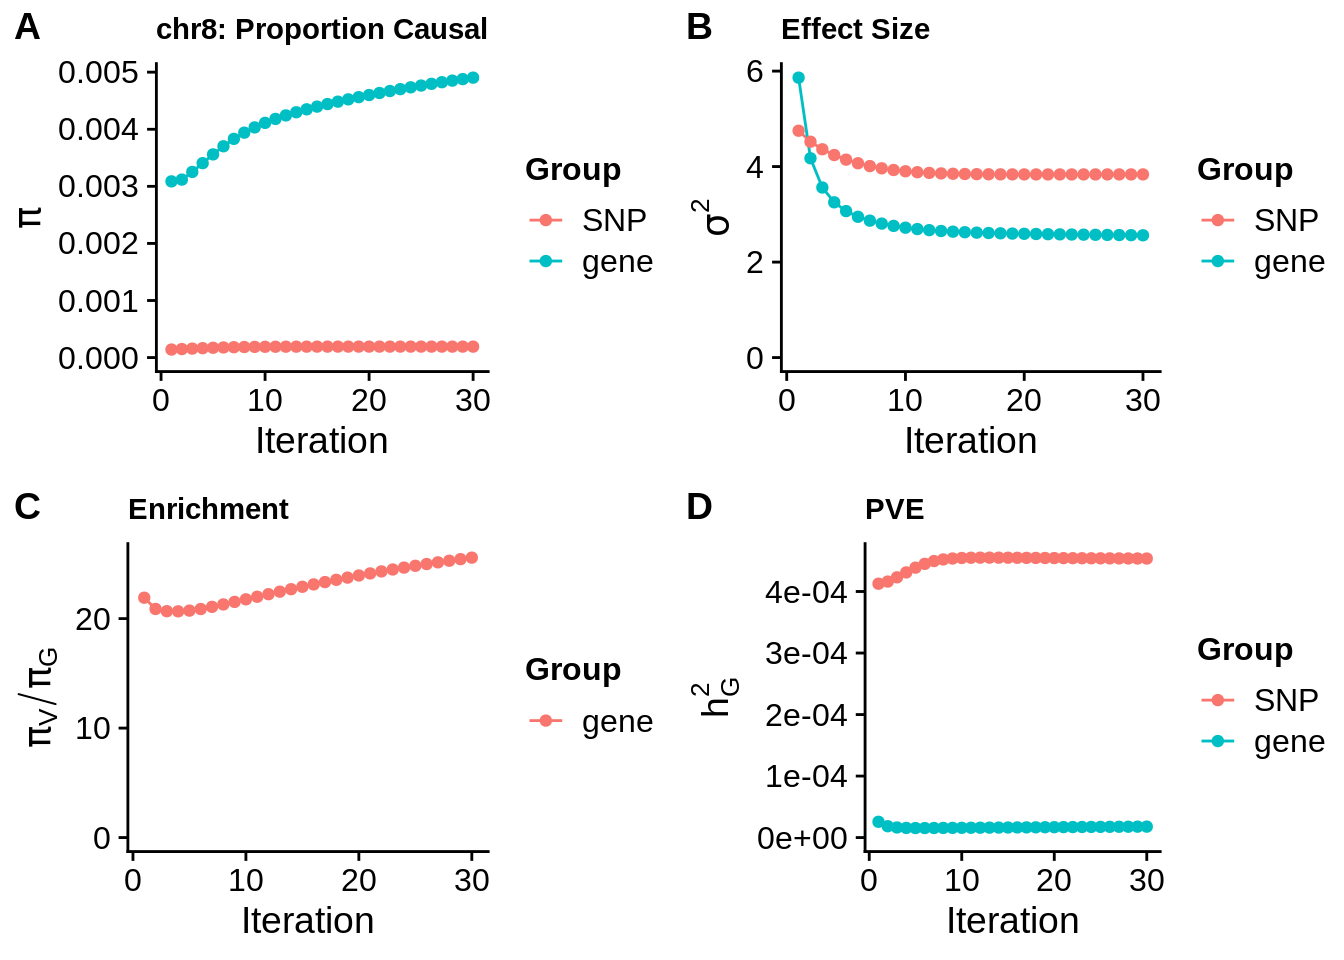 A
chr8: Proportion Causal
0.005
0.004
0.003
0.002
0.001
0.000
π
0 10 20 30
Iteration
Group
SNP
gene
B
Effect Size
6
4
2
0
σ²
0 10 20 30
Iteration
Group
SNP
gene
C
Enrichment
20
10
0
π_V/π_G
0 10 20 30
Iteration
Group
gene
D
PVE
4e-04
3e-04
2e-04
1e-04
0e+00
h²_G
0 10 20 30
Iteration
Group
SNP
gene